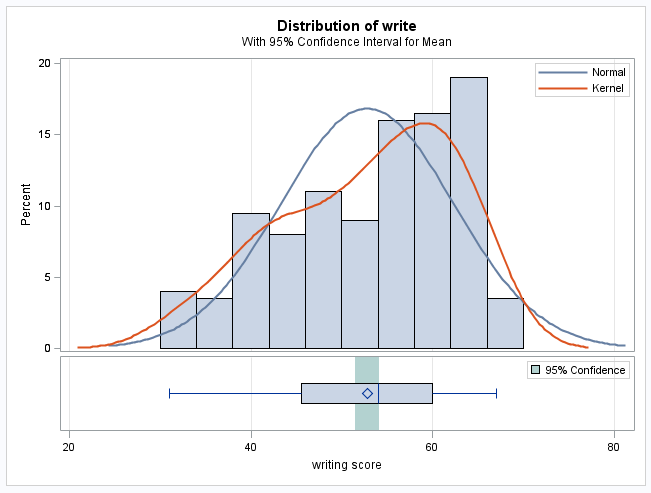 Distribution of write
With 95% Confidence Interval for Mean
Normal
Kernel
20
15
10
5
0
Percent
95% Confidence
20 40 60 80
writing score